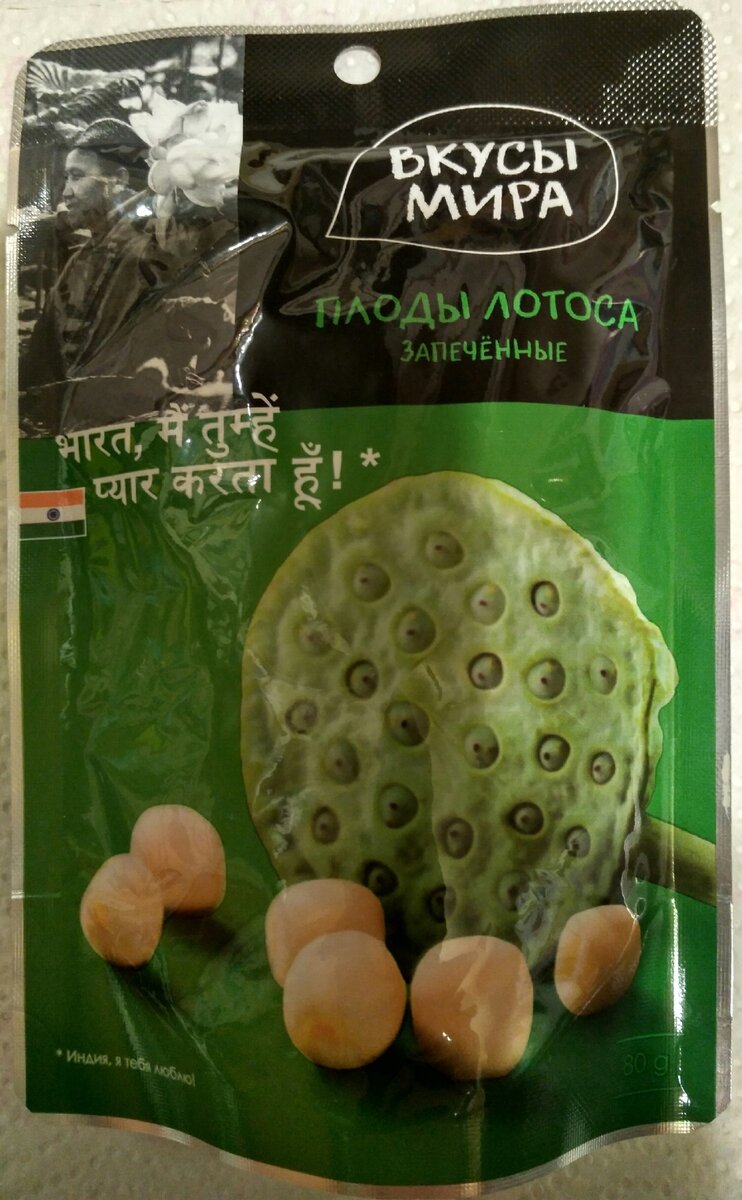 ВКУСЫ
МИРА
ПЛОДЫ ЛОТОСА
ЗАПЕЧЁННЫЕ
भारत, मैं तुम्हें
प्यार करता हूँ! *
* Индия, я тебя люблю!
80 g